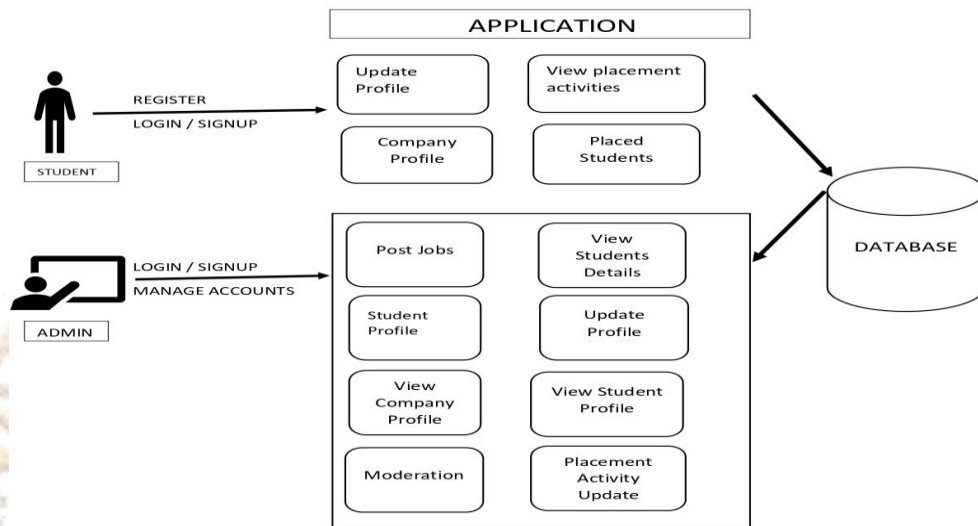 APPLICATION
Update
Profile
View placement
activities
REGISTER
LOGIN / SIGNUP
Company
Profile
Placed
Students
STUDENT
Post Jobs
View
Students
Details
DATABASE
LOGIN / SIGNUP
MANAGE ACCOUNTS
ADMIN
Student
Profile
Update
Profile
View
Company
Profile
View Student
Profile
Moderation
Placement
Activity
Update